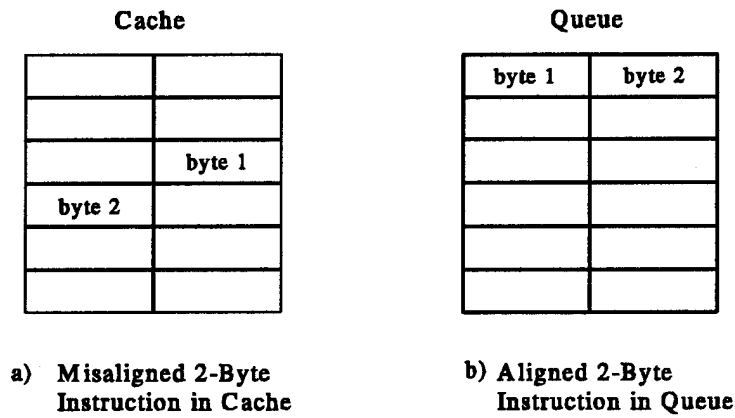 Cache
Queue
byte 1 byte 2
byte 1
byte 2
a) Misaligned 2-Byte
Instruction in Cache
b) Aligned 2-Byte
Instruction in Queue